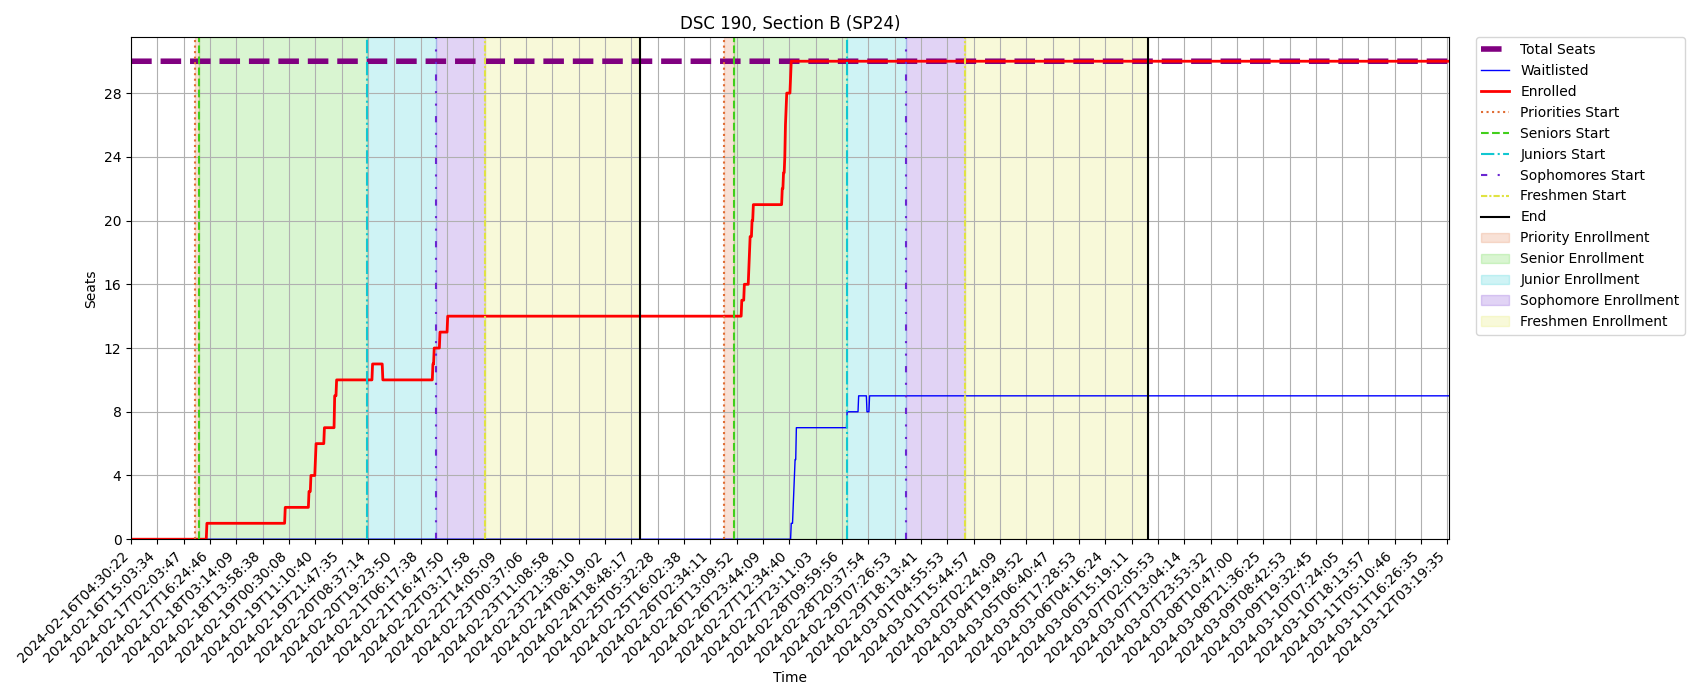 DSC 190, Section B (SP24)
Seats
28
24
20
16
12
8
4
0
2024-02-16T04:30:22
2024-02-16T15:03:34
2024-02-17T02:03:47
2024-02-17T16:24:46
2024-02-18T03:14:09
2024-02-18T13:58:38
2024-02-19T00:30:08
2024-02-19T11:10:40
2024-02-19T21:47:35
2024-02-20T08:37:14
2024-02-20T19:23:50
2024-02-21T06:17:38
2024-02-21T16:47:50
2024-02-22T03:17:58
2024-02-22T14:05:09
2024-02-23T00:37:06
2024-02-23T11:08:58
2024-02-23T21:38:10
2024-02-24T08:19:02
2024-02-24T18:48:17
2024-02-25T05:32:28
2024-02-25T16:02:38
2024-02-26T02:34:11
2024-02-26T13:09:52
2024-02-26T23:44:09
2024-02-27T12:34:40
2024-02-27T23:11:03
2024-02-28T09:59:56
2024-02-28T20:37:54
2024-02-29T07:26:53
2024-02-29T18:13:41
2024-03-01T04:55:53
2024-03-01T15:44:57
2024-03-02T02:24:09
2024-03-04T19:49:52
2024-03-05T06:40:47
2024-03-05T17:28:53
2024-03-06T04:16:24
2024-03-06T15:19:11
2024-03-07T02:05:53
2024-03-07T13:04:14
2024-03-07T23:53:32
2024-03-08T10:47:00
2024-03-08T21:36:25
2024-03-09T08:42:53
2024-03-09T19:32:45
2024-03-10T07:24:05
2024-03-10T18:13:57
2024-03-11T05:10:46
2024-03-11T16:26:35
2024-03-12T03:19:35
Time
Total Seats
Waitlisted
Enrolled
Priorities Start
Seniors Start
Juniors Start
Sophomores Start
Freshmen Start
End
Priority Enrollment
Senior Enrollment
Junior Enrollment
Sophomore Enrollment
Freshmen Enrollment